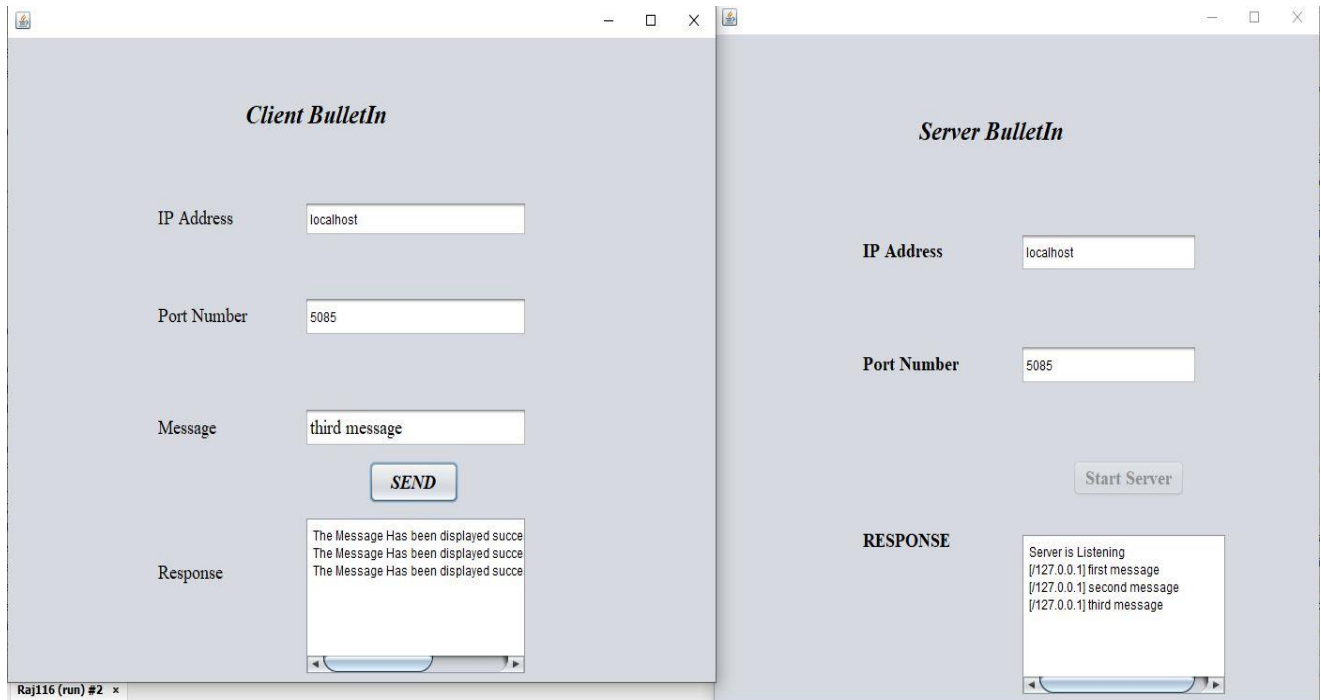 Client BulletIn
IP Address
localhost
Port Number
5085
Message
third message
SEND
Response
The Message Has been displayed succe
The Message Has been displayed succe
The Message Has been displayed succe
Raj116 (run) #2 ×
Server BulletIn
IP Address
localhost
Port Number
5085
Start Server
RESPONSE
Server is Listening
[/127.0.0.1] first message
[/127.0.0.1] second message
[/127.0.0.1] third message